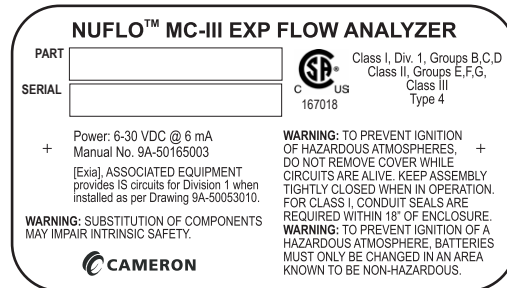 NUFLO™ MC-III EXP FLOW ANALYZER
PART
SERIAL
CSA®
C US
167018
Class I, Div. 1, Groups B,C,D
Class II, Groups E,F,G,
Class III
Type 4
Power: 6-30 VDC @ 6 mA
Manual No. 9A-50165003
[Exia], ASSOCIATED EQUIPMENT
provides IS circuits for Division 1 when
installed as per Drawing 9A-50053010.
WARNING: SUBSTITUTION OF COMPONENTS
MAY IMPAIR INTRINSIC SAFETY.
CAMERON
WARNING: TO PREVENT IGNITION
OF HAZARDOUS ATMOSPHERES,
DO NOT REMOVE COVER WHILE
CIRCUITS ARE ALIVE. KEEP ASSEMBLY
TIGHTLY CLOSED WHEN IN OPERATION.
FOR CLASS I, CONDUIT SEALS ARE
REQUIRED WITHIN 18" OF ENCLOSURE.
WARNING: TO PREVENT IGNITION OF A
HAZARDOUS ATMOSPHERE, BATTERIES
MUST ONLY BE CHANGED IN AN AREA
KNOWN TO BE NON-HAZARDOUS.